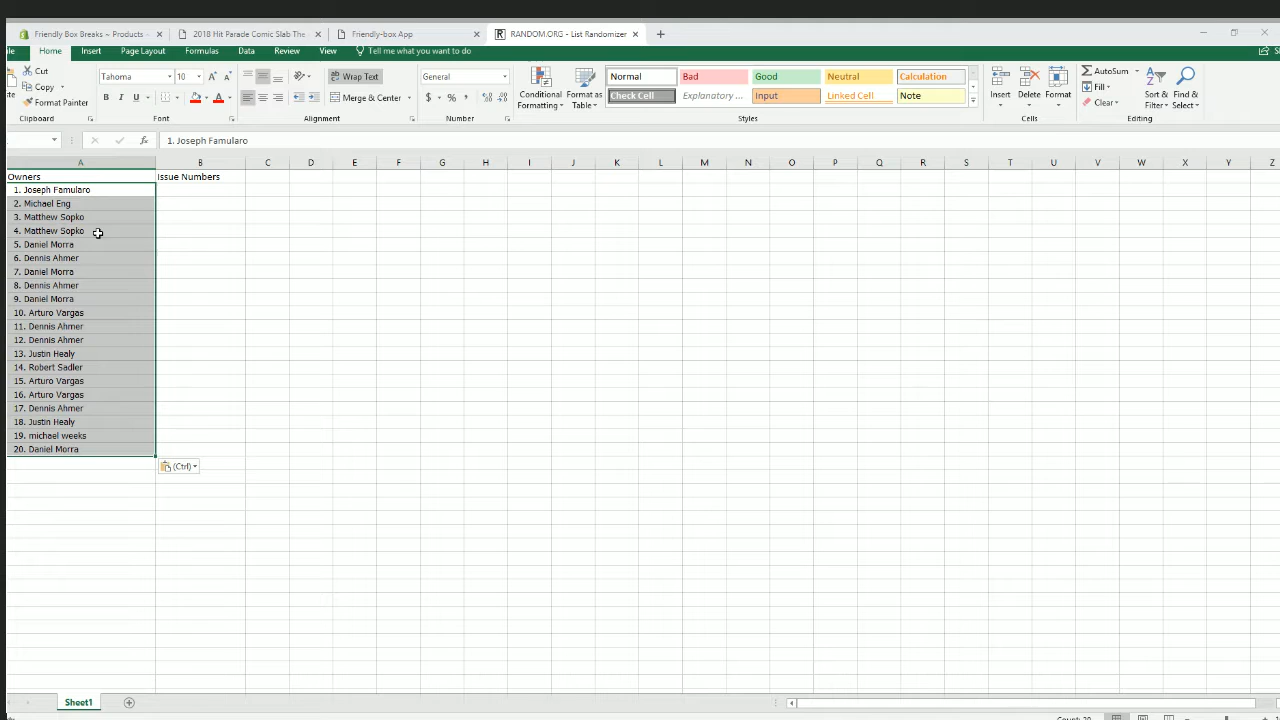 Friendly Box Breaks ~ Products - 2018 Hit Parade Comic Slab The Friendly-box App RANDOM.ORG - List Randomizer
Home Insert Page Layout Formulas Data Review View Tell me what you want to do
Cut Tahoma 10 Wrap Text General Normal Bad Good Neutral Calculation AutoSum
Copy Fill
Format Painter Merge & Center Conditional Formatting Format as Table Check Cell Explanatory ... Input Linked Cell Note Insert Delete Format Clear Sort & Filter Find & Select
Clipboard Font Alignment Number Styles Cells Editing
fx 1. Joseph Famularo
A B C D E F G H I J K L M N O P Q R S T U V W X Y Z
Owners Issue Numbers
1. Joseph Famularo
2. Michael Eng
3. Matthew Sopko
4. Matthew Sopko
5. Daniel Morra
6. Dennis Ahmer
7. Daniel Morra
8. Dennis Ahmer
9. Daniel Morra
10. Arturo Vargas
11. Dennis Ahmer
12. Dennis Ahmer
13. Justin Healy
14. Robert Sadler
15. Arturo Vargas
16. Arturo Vargas
17. Dennis Ahmer
18. Justin Healy
19. michael weeks
20. Daniel Morra
(Ctrl)
Sheet1